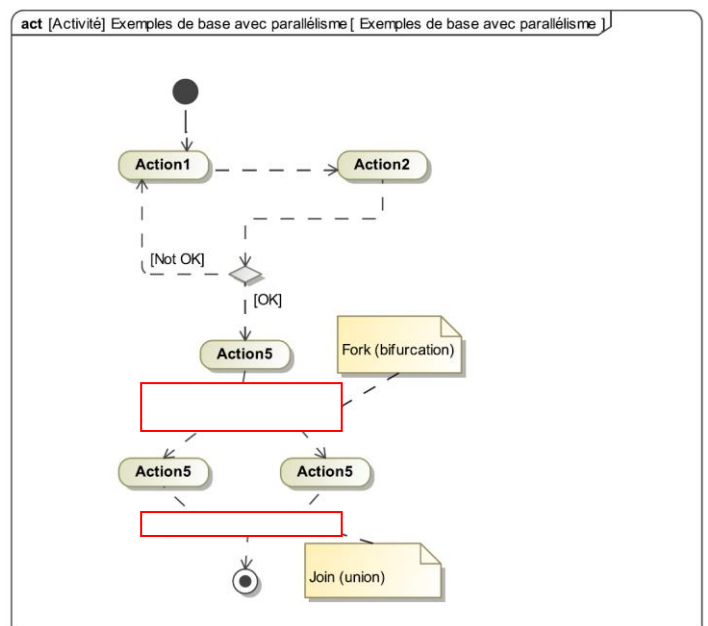 act [Activité] Exemples de base avec parallélisme [ Exemples de base avec parallélisme ]
Action1
Action2
[Not OK]
[OK]
Action5
Fork (bifurcation)
Action5
Action5
Join (union)